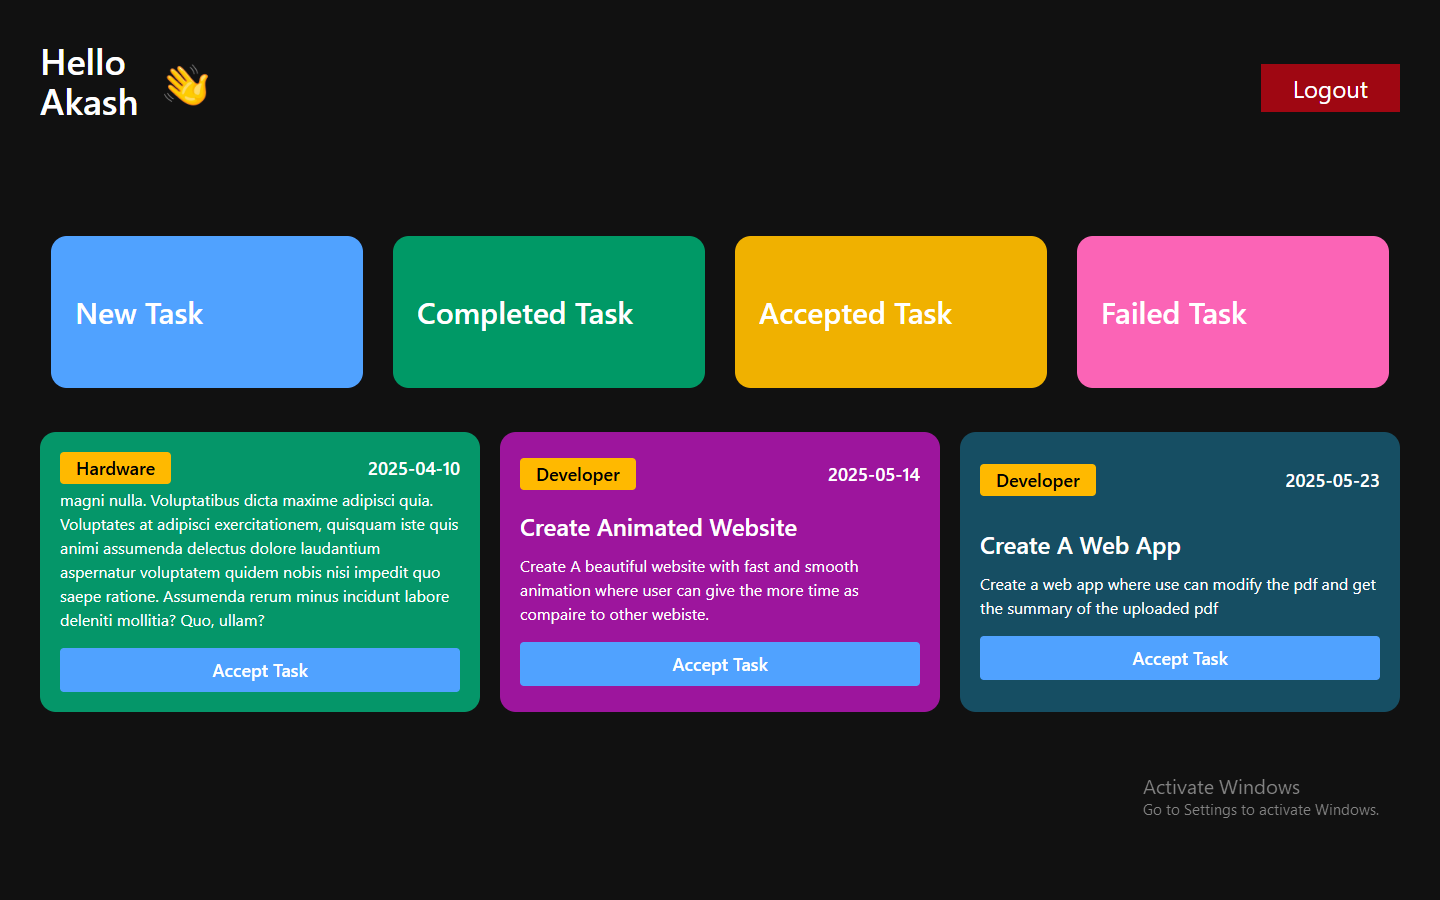 Hello
Akash
Logout
New Task
Completed Task
Accepted Task
Failed Task
Hardware
2025-04-10
magni nulla. Voluptatibus dicta maxime adipisci quia.
Voluptates at adipisci exercitationem, quisquam iste quis
animi assumenda delectus dolore laudantium
aspernatur voluptatem quidem nobis nisi impedit quo
saepe ratione. Assumenda rerum minus incidunt labore
deleniti mollitia? Quo, ullam?
Accept Task
Developer
2025-05-14
Create Animated Website
Create A beautiful website with fast and smooth
animation where user can give the more time as
compaire to other webiste.
Accept Task
Developer
2025-05-23
Create A Web App
Create a web app where use can modify the pdf and get
the summary of the uploaded pdf
Accept Task
Activate Windows
Go to Settings to activate Windows.